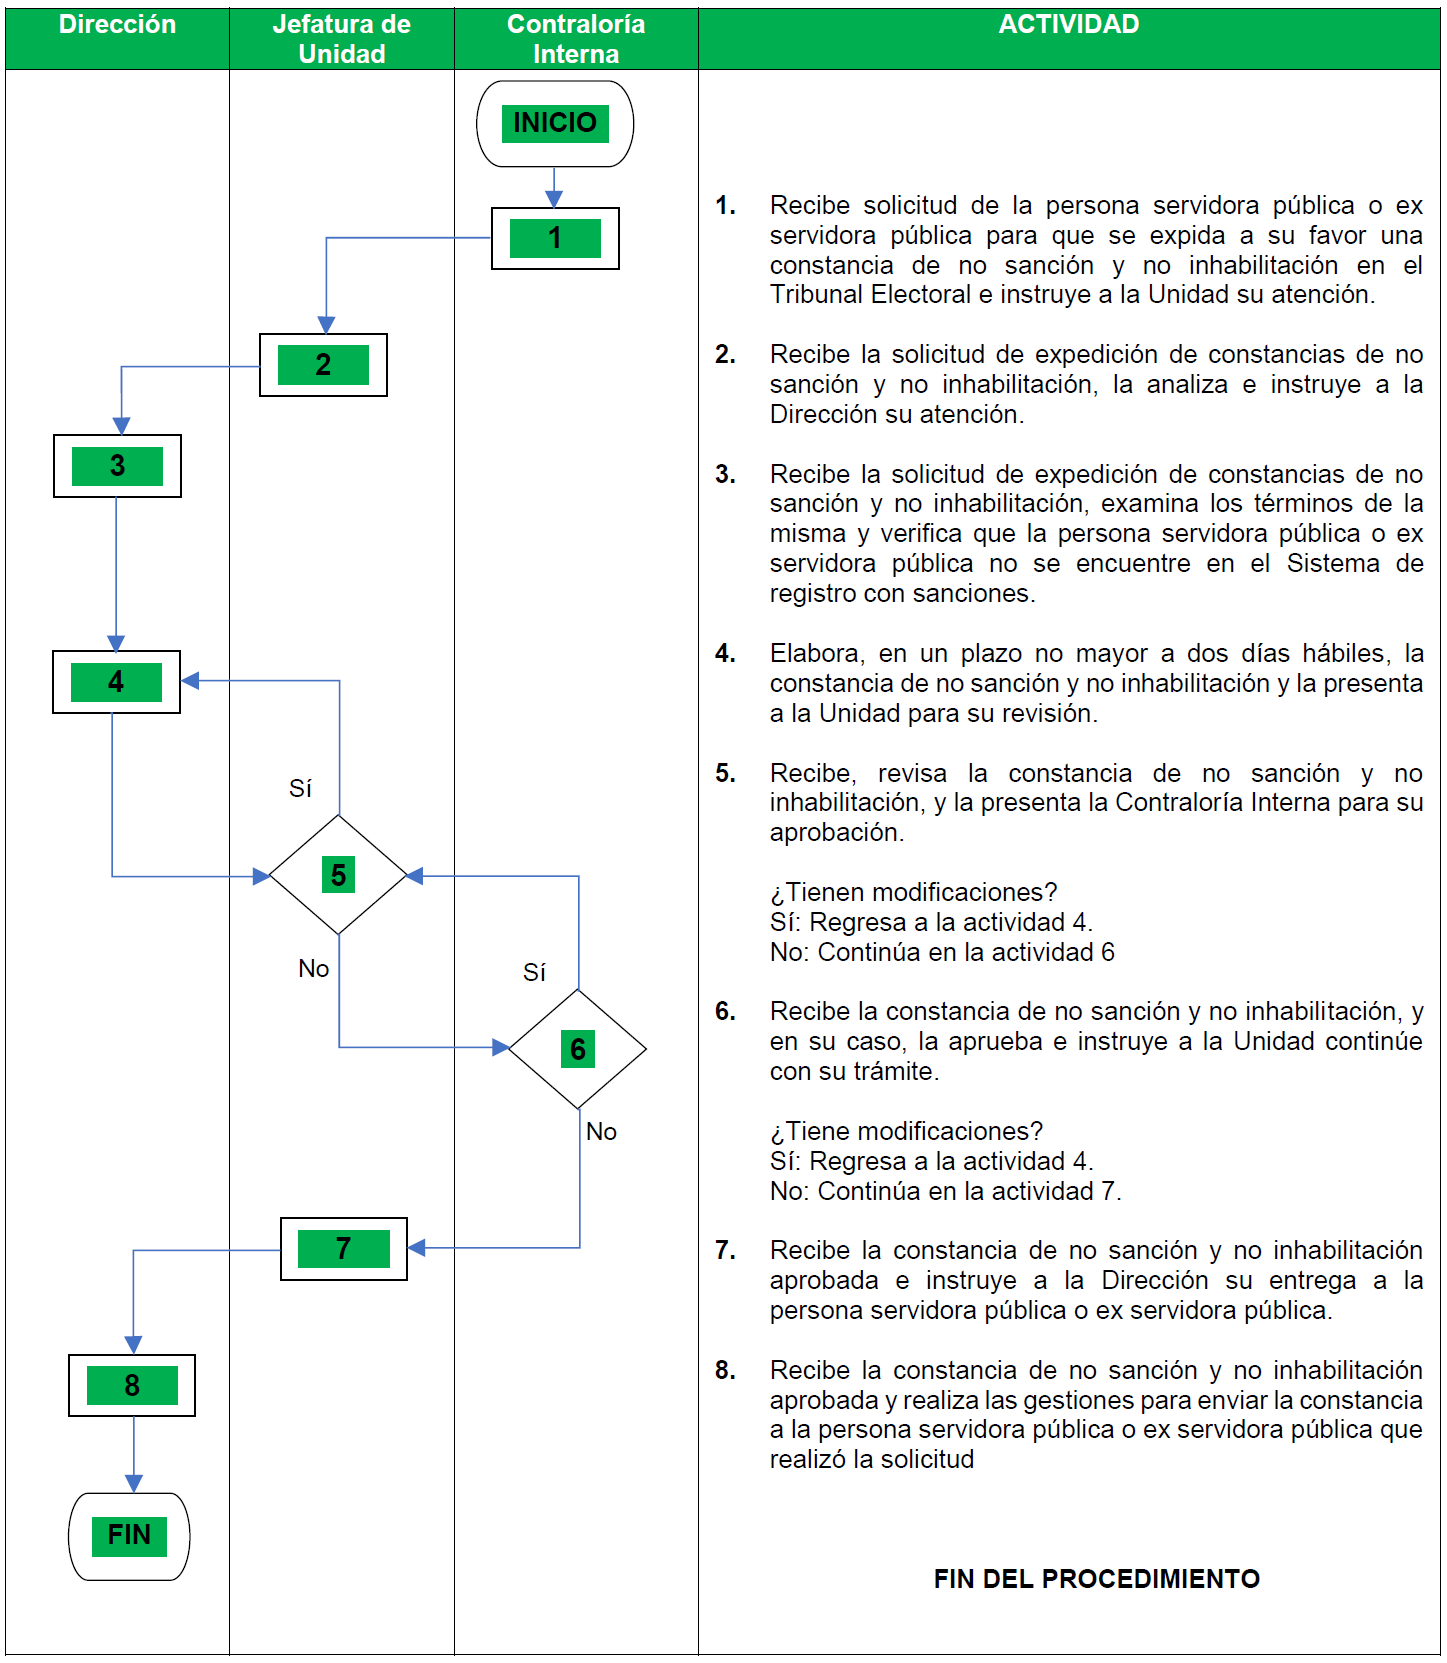 Dirección
Jefatura de
Unidad
Contraloría
Interna
ACTIVIDAD
INICIO
1
2
3
4
Sí
5
No
Sí
6
No
7
8
FIN
1. Recibe solicitud de la persona servidora pública o ex
servidora pública para que se expida a su favor una
constancia de no sanción y no inhabilitación en el
Tribunal Electoral e instruye a la Unidad su atención.
2. Recibe la solicitud de expedición de constancias de no
sanción y no inhabilitación, la analiza e instruye a la
Dirección su atención.
3. Recibe la solicitud de expedición de constancias de no
sanción y no inhabilitación, examina los términos de la
misma y verifica que la persona servidora pública o ex
servidora pública no se encuentre en el Sistema de
registro con sanciones.
4. Elabora, en un plazo no mayor a dos días hábiles, la
constancia de no sanción y no inhabilitación y la presenta
a la Unidad para su revisión.
5. Recibe, revisa la constancia de no sanción y no
inhabilitación, y la presenta la Contraloría Interna para su
aprobación.
¿Tienen modificaciones?
Sí: Regresa a la actividad 4.
No: Continúa en la actividad 6
6. Recibe la constancia de no sanción y no inhabilitación, y
en su caso, la aprueba e instruye a la Unidad continúe
con su trámite.
¿Tiene modificaciones?
Sí: Regresa a la actividad 4.
No: Continúa en la actividad 7.
7. Recibe la constancia de no sanción y no inhabilitación
aprobada e instruye a la Dirección su entrega a la
persona servidora pública o ex servidora pública.
8. Recibe la constancia de no sanción y no inhabilitación
aprobada y realiza las gestiones para enviar la constancia
a la persona servidora pública o ex servidora pública que
realizó la solicitud
FIN DEL PROCEDIMIENTO